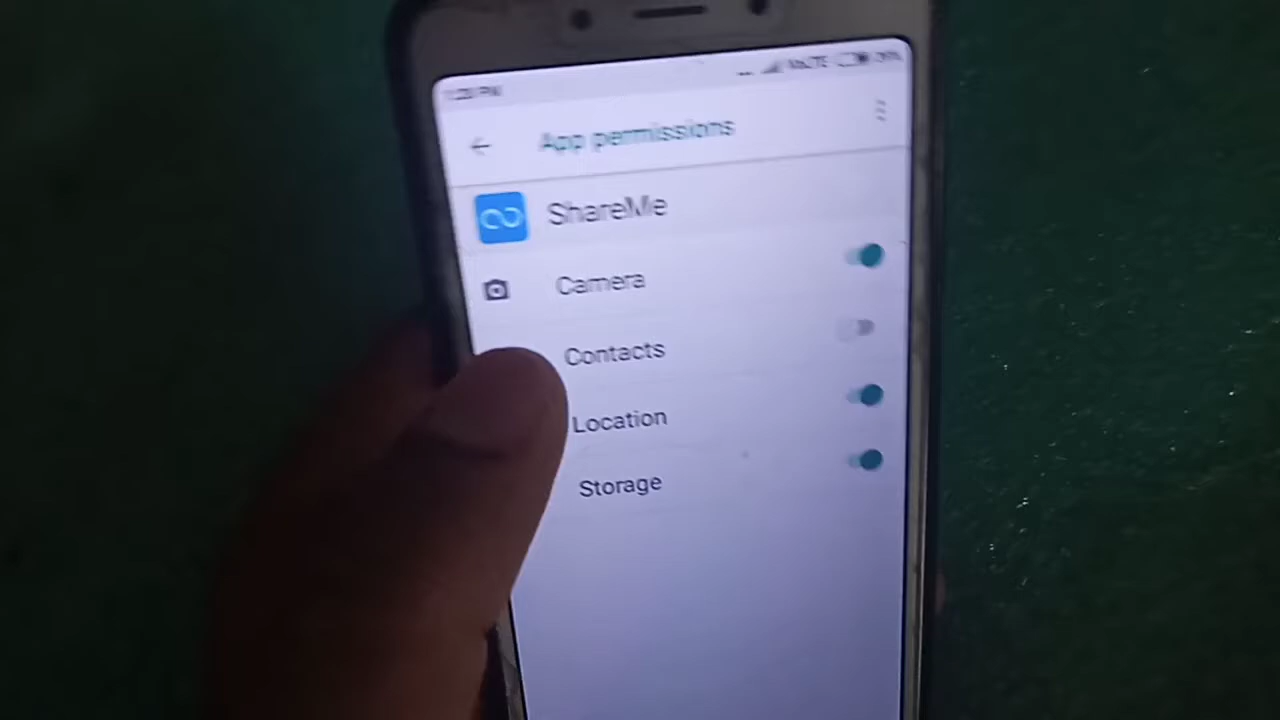 App permissions
ShareMe
Camera
Contacts
Location
Storage